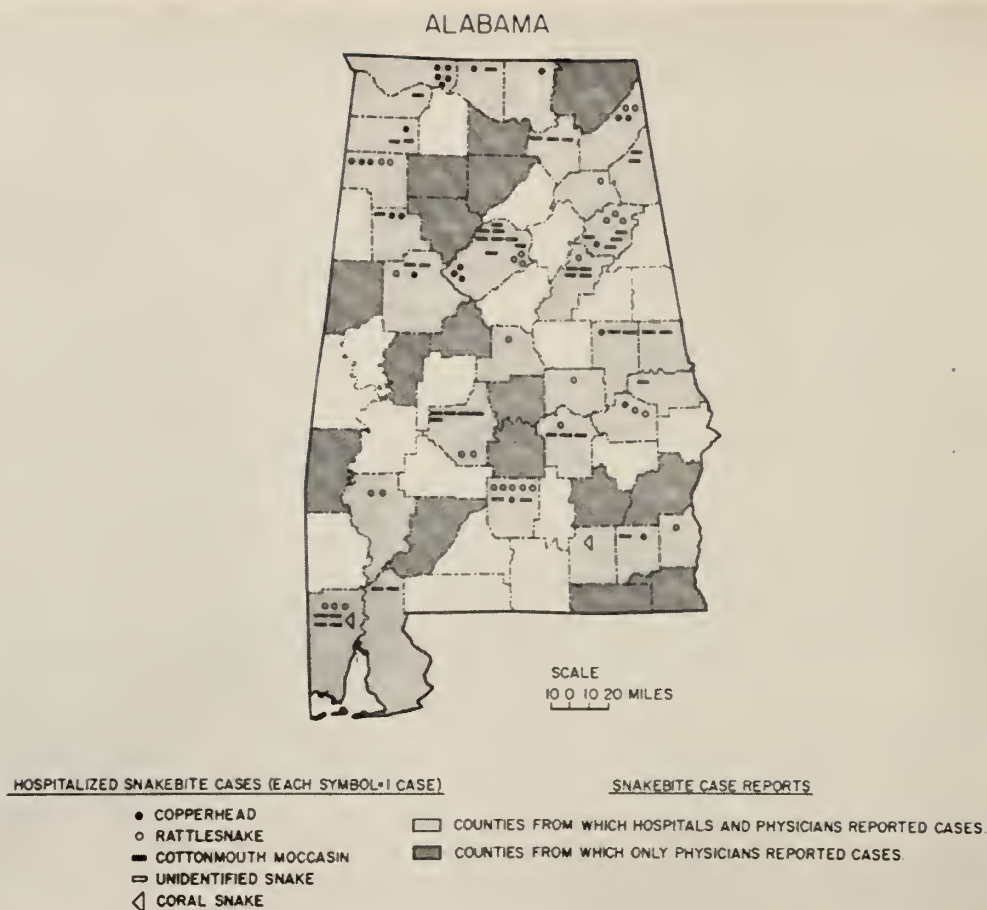 ALABAMA
SCALE
10 0 10 20 MILES
HOSPITALIZED SNAKEBITE CASES (EACH SYMBOL=1 CASE)
COPPERHEAD
RATTLESNAKE
COTTONMOUTH MOCCASIN
UNIDENTIFIED SNAKE
CORAL SNAKE
SNAKEBITE CASE REPORTS
COUNTIES FROM WHICH HOSPITALS AND PHYSICIANS REPORTED CASES.
COUNTIES FROM WHICH ONLY PHYSICIANS REPORTED CASES.